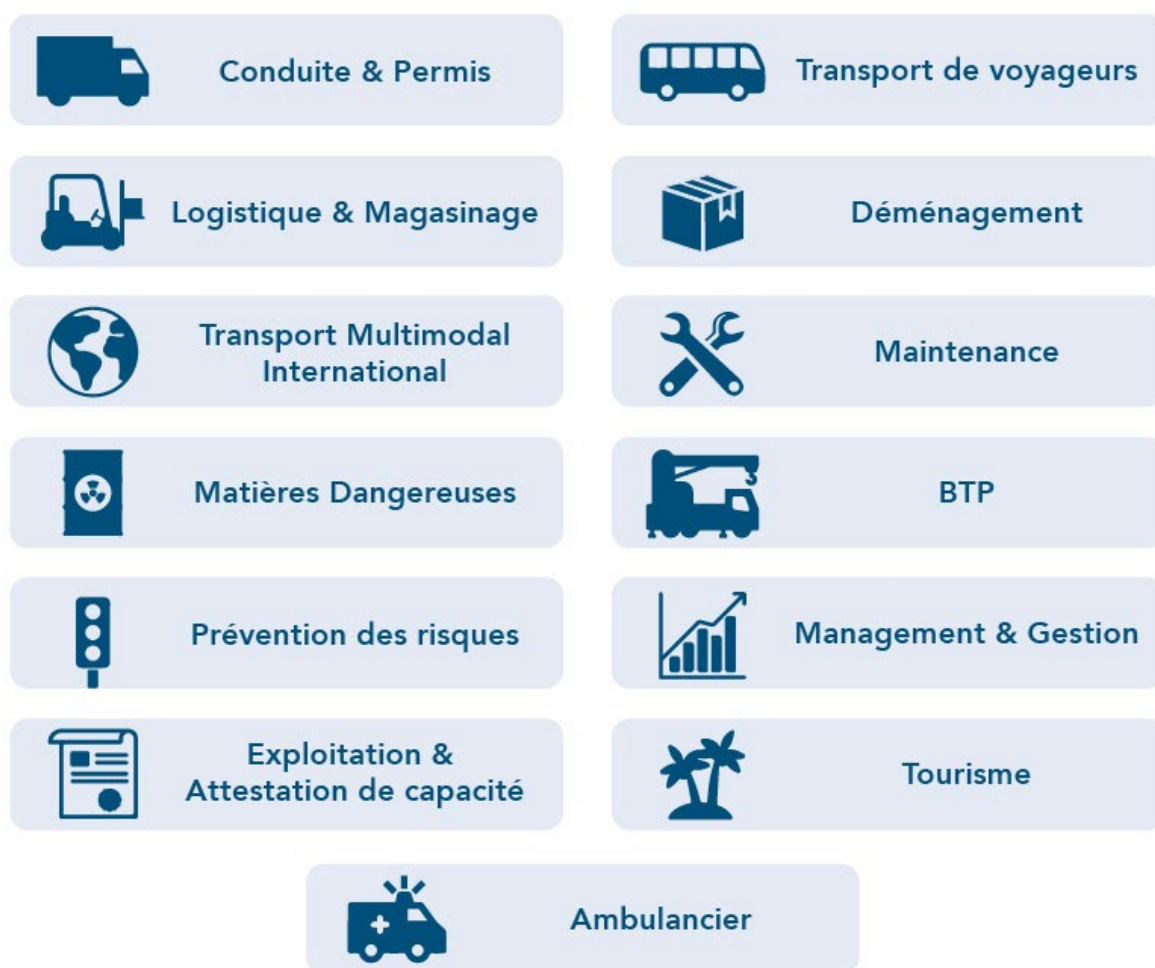 Conduite & Permis
Transport de voyageurs
Logistique & Magasinage
Déménagement
Transport Multimodal
International
Maintenance
Matières Dangereuses
BTP
Prévention des risques
Management & Gestion
Exploitation &
Attestation de capacité
Tourisme
Ambulancier